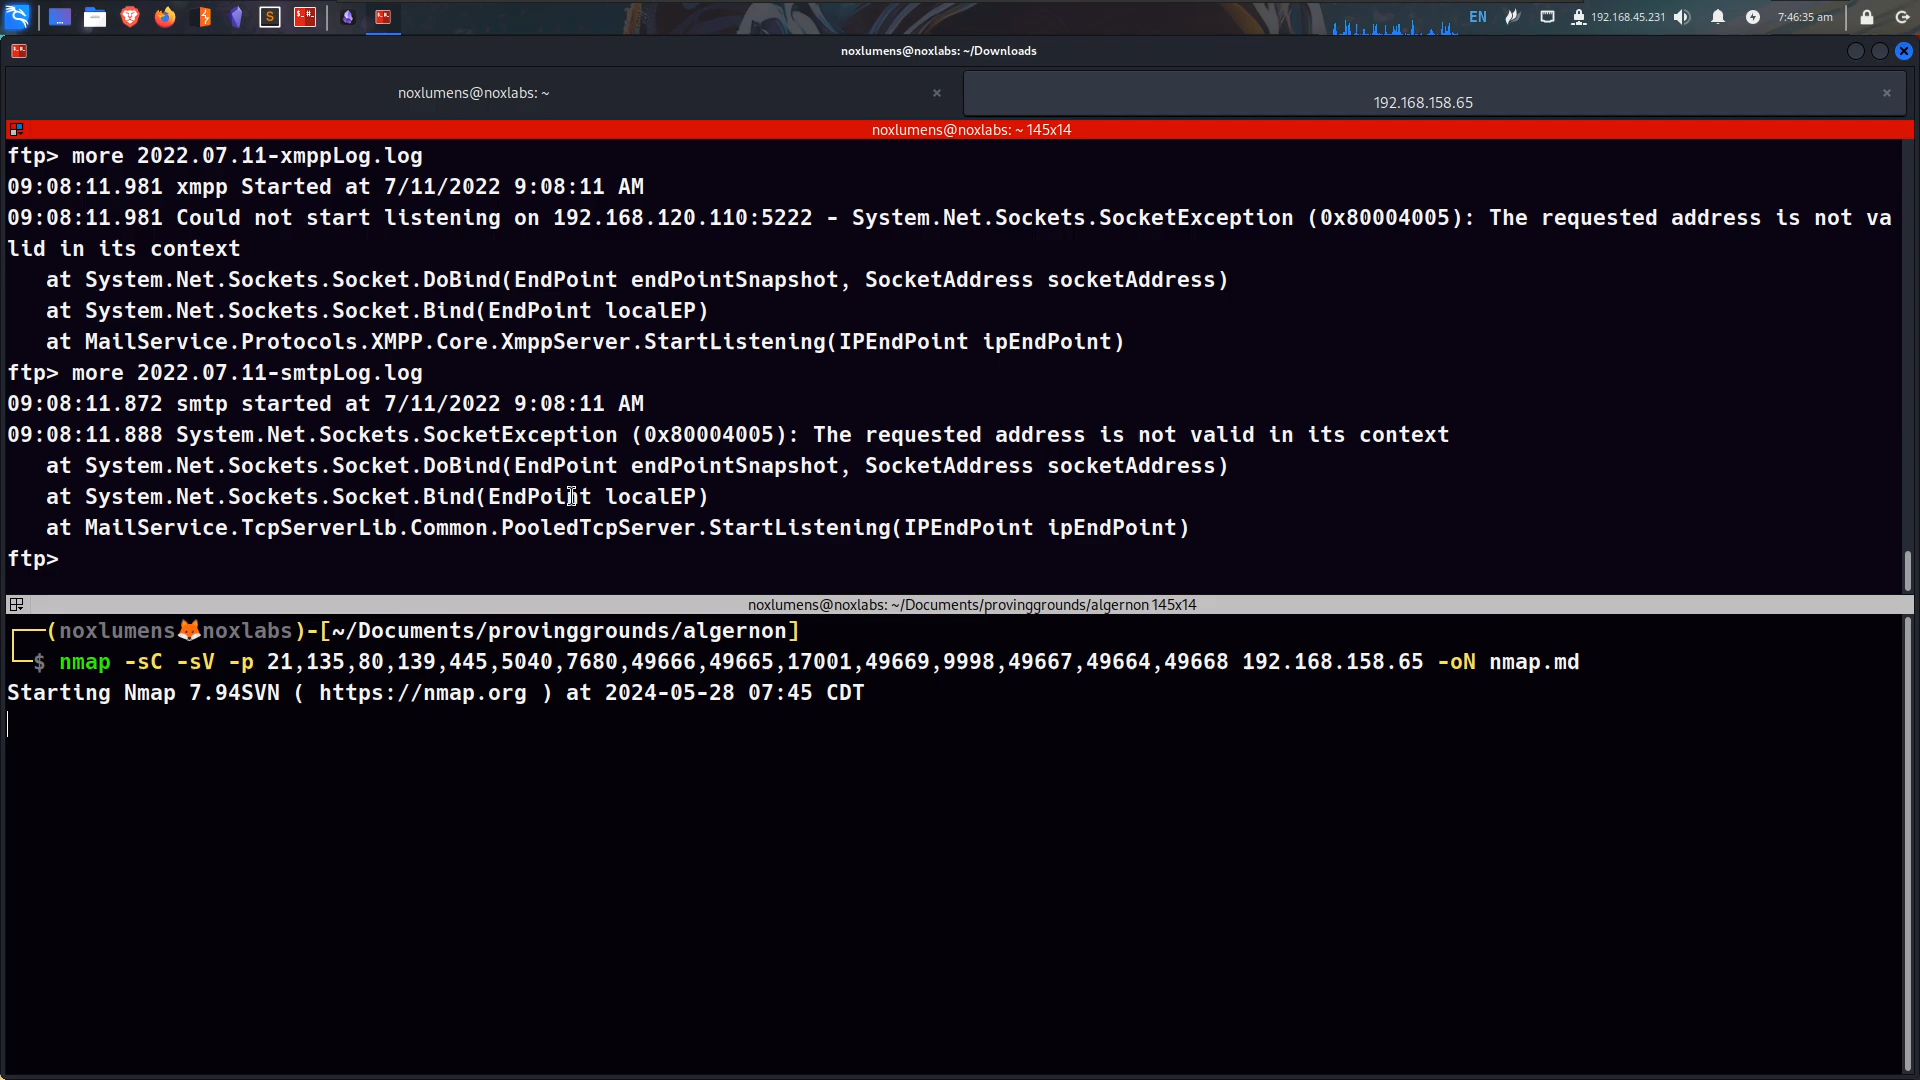 EN
192.168.45.231
7:46:35 am
noxlumens@noxlabs: ~/Downloads
noxlumens@noxlabs: ~
192.168.158.65
noxlumens@noxlabs: ~ 145x14
ftp> more 2022.07.11-xmppLog.log
09:08:11.981 xmpp Started at 7/11/2022 9:08:11 AM
09:08:11.981 Could not start listening on 192.168.120.110:5222 - System.Net.Sockets.SocketException (0x80004005): The requested address is not va
lid in its context
   at System.Net.Sockets.Socket.DoBind(EndPoint endPointSnapshot, SocketAddress socketAddress)
   at System.Net.Sockets.Socket.Bind(EndPoint localEP)
   at MailService.Protocols.XMPP.Core.XmppServer.StartListening(IPEndPoint ipEndPoint)
ftp> more 2022.07.11-smtpLog.log
09:08:11.872 smtp started at 7/11/2022 9:08:11 AM
09:08:11.888 System.Net.Sockets.SocketException (0x80004005): The requested address is not valid in its context
   at System.Net.Sockets.Socket.DoBind(EndPoint endPointSnapshot, SocketAddress socketAddress)
   at System.Net.Sockets.Socket.Bind(EndPoint localEP)
   at MailService.TcpServerLib.Common.PooledTcpServer.StartListening(IPEndPoint ipEndPoint)
ftp>
noxlumens@noxlabs: ~/Documents/provinggrounds/algernon 145x14
┌──(noxlumens🦊noxlabs)-[~/Documents/provinggrounds/algernon]
└─$ nmap -sC -sV -p 21,135,80,139,445,5040,7680,49666,49665,17001,49669,9998,49667,49664,49668 192.168.158.65 -oN nmap.md
Starting Nmap 7.94SVN ( https://nmap.org ) at 2024-05-28 07:45 CDT